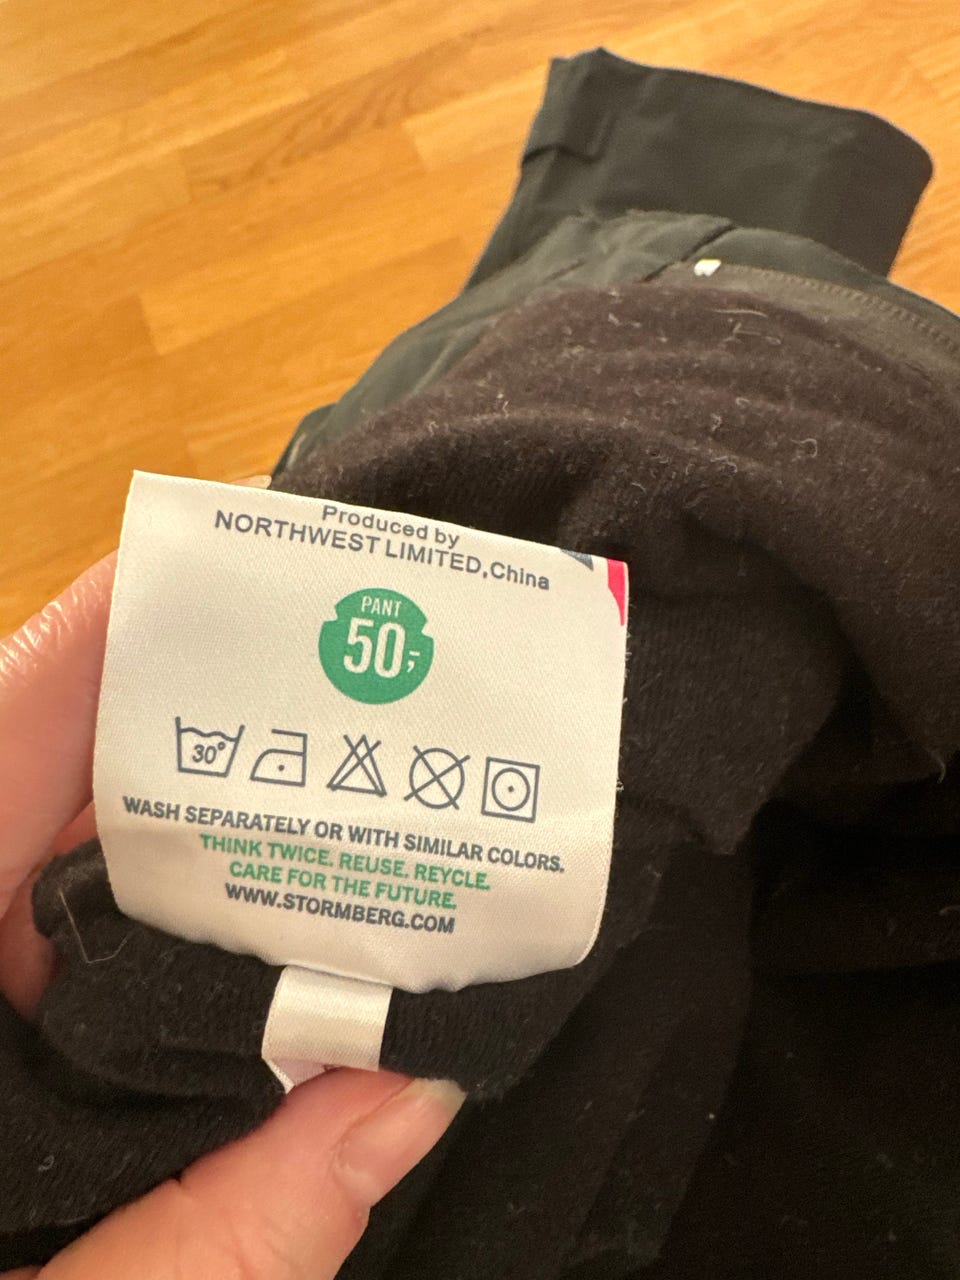 Produced by
NORTHWEST LIMITED,China
PANT
50,-
30°
WASH SEPARATELY OR WITH SIMILAR COLORS.
THINK TWICE. REUSE. REYCLE.
CARE FOR THE FUTURE.
WWW.STORMBERG.COM